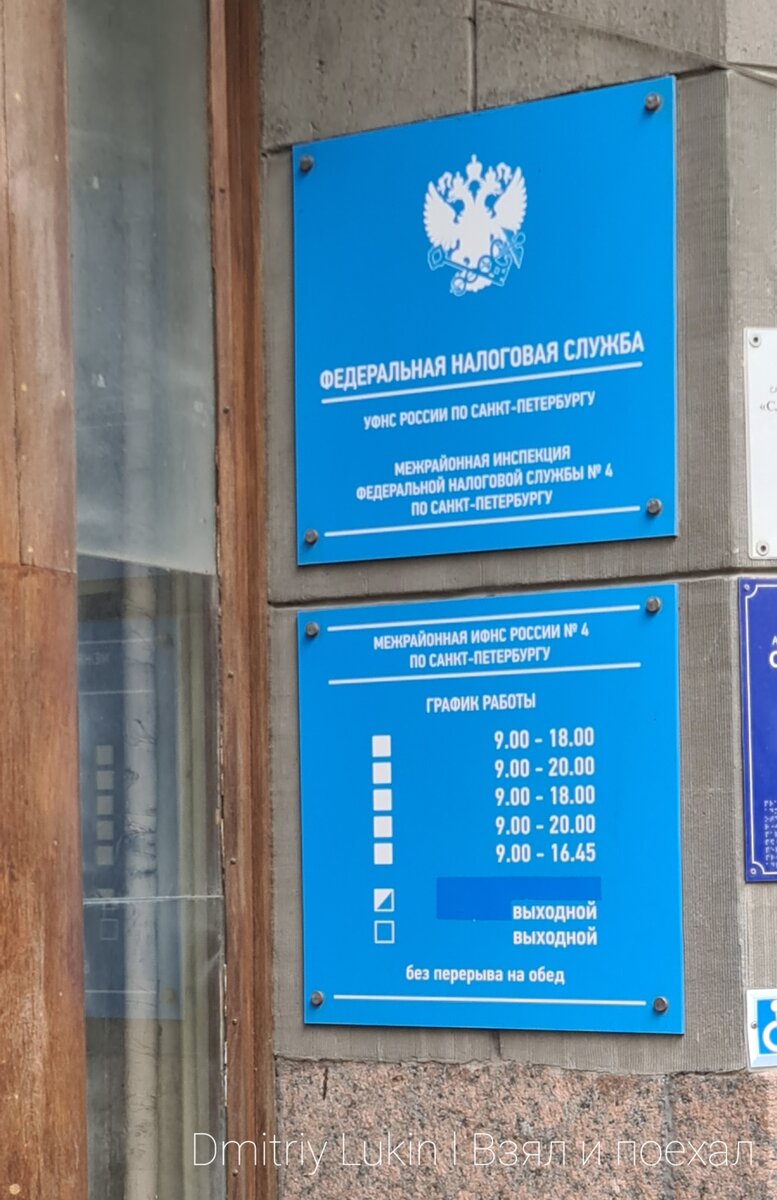 ФЕДЕРАЛЬНАЯ НАЛОГОВАЯ СЛУЖБА
УФНС РОССИИ ПО САНКТ-ПЕТЕРБУРГУ
МЕЖРАЙОННАЯ ИНСПЕКЦИЯ
ФЕДЕРАЛЬНОЙ НАЛОГОВОЙ СЛУЖБЫ № 4
ПО САНКТ-ПЕТЕРБУРГУ
МЕЖРАЙОННАЯ ИФНС РОССИИ № 4
ПО САНКТ-ПЕТЕРБУРГУ
ГРАФИК РАБОТЫ
9.00 - 18.00
9.00 - 20.00
9.00 - 18.00
9.00 - 20.00
9.00 - 16.45
выходной
выходной
без перерыва на обед
Dmitriy Lukin | Взял и поехал